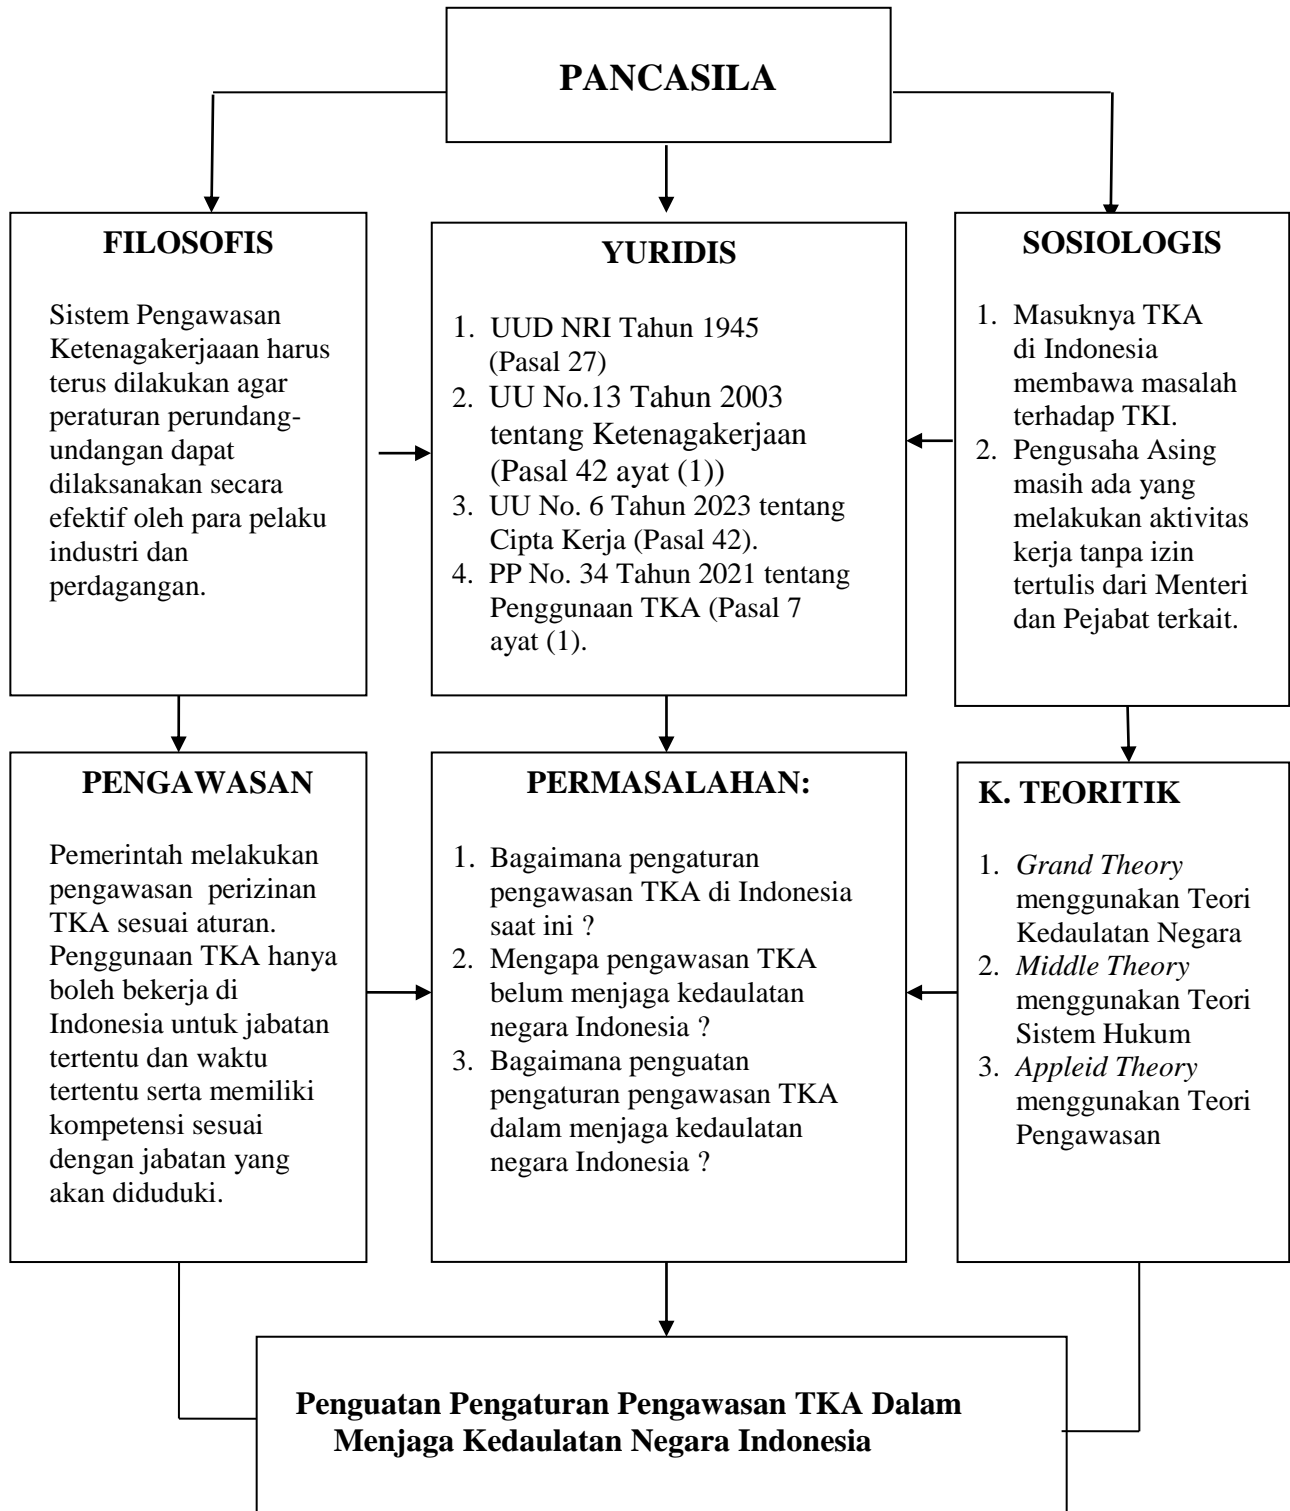 PANCASILA
FILOSOFIS
Sistem Pengawasan
Ketenagakerjaaan harus
terus dilakukan agar
peraturan perundang-
undangan dapat
dilaksanakan secara
efektif oleh para pelaku
industri dan
perdagangan.
YURIDIS
1. UUD NRI Tahun 1945
(Pasal 27)
2. UU No.13 Tahun 2003
tentang Ketenagakerjaan
(Pasal 42 ayat (1))
3. UU No. 6 Tahun 2023 tentang
Cipta Kerja (Pasal 42).
4. PP No. 34 Tahun 2021 tentang
Penggunaan TKA (Pasal 7
ayat (1).
SOSIOLOGIS
1. Masuknya TKA
di Indonesia
membawa masalah
terhadap TKI.
2. Pengusaha Asing
masih ada yang
melakukan aktivitas
kerja tanpa izin
tertulis dari Menteri
dan Pejabat terkait.
PENGAWASAN
Pemerintah melakukan
pengawasan perizinan
TKA sesuai aturan.
Penggunaan TKA hanya
boleh bekerja di
Indonesia untuk jabatan
tertentu dan waktu
tertentu serta memiliki
kompetensi sesuai
dengan jabatan yang
akan diduduki.
PERMASALAHAN:
1. Bagaimana pengaturan
pengawasan TKA di Indonesia
saat ini ?
2. Mengapa pengawasan TKA
belum menjaga kedaulatan
negara Indonesia ?
3. Bagaimana penguatan
pengaturan pengawasan TKA
dalam menjaga kedaulatan
negara Indonesia ?
K. TEORITIK
1. Grand Theory
menggunakan Teori
Kedaulatan Negara
2. Middle Theory
menggunakan Teori
Sistem Hukum
3. Appleid Theory
menggunakan Teori
Pengawasan
Penguatan Pengaturan Pengawasan TKA Dalam
Menjaga Kedaulatan Negara Indonesia